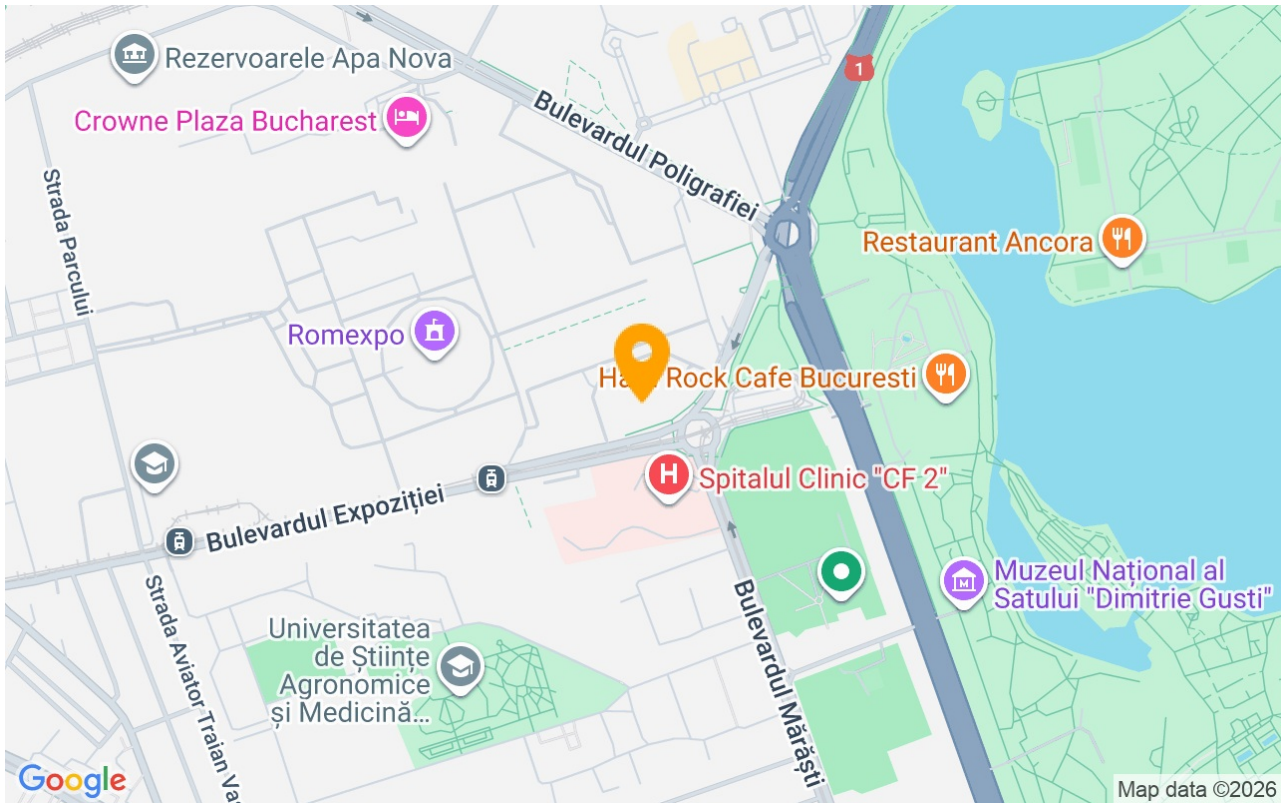 Rezervoarele Apa Nova
Crowne Plaza Bucharest
Bulevardul Poligrafiei
1
Strada Parcului
Restaurant Ancora
Romexpo
Rock Cafe Bucuresti
H
Spitalul Clinic "CF 2"
Bulevardul Expoziției
M
Muzeul Național al
Satului "Dimitrie Gusti"
Strada Aviator Traian
Universitatea
de Științe
Agronomice
și Medicină...
Bulevardul Mărăști
Google
Map data ©2026